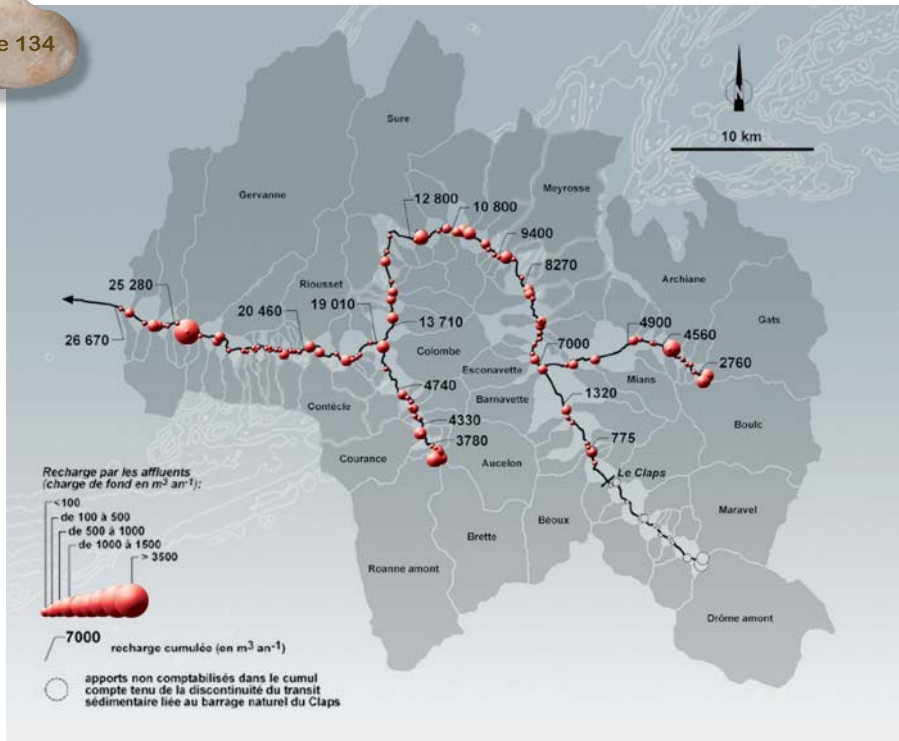 e 134
Sure
N
10 km
Gervanne
Meyrosse
12 800
10 800
9400
8270
Archiane
25 280
Riousset
19 010
20 460
13 710
4900
Gats
4560
26 670
7000
2760
Colombe
Esconavette
Mians
4740
Barnavette
1320
Contècle
4330
775
Boulc
3780
Courance
Aucelon
Le Claps
Recharge par les affluents
(charge de fond en m³ an⁻¹):
<100
de 100 à 500
de 500 à 1000
de 1000 à 1500
> 3500
Maravel
Béoux
Brette
Roanne amont
Drôme amont
7000
recharge cumulée (en m³ an⁻¹)
apports non comptabilisés dans le cumul
compte tenu de la discontinuité du transit
sédimentaire liée au barrage naturel du Claps